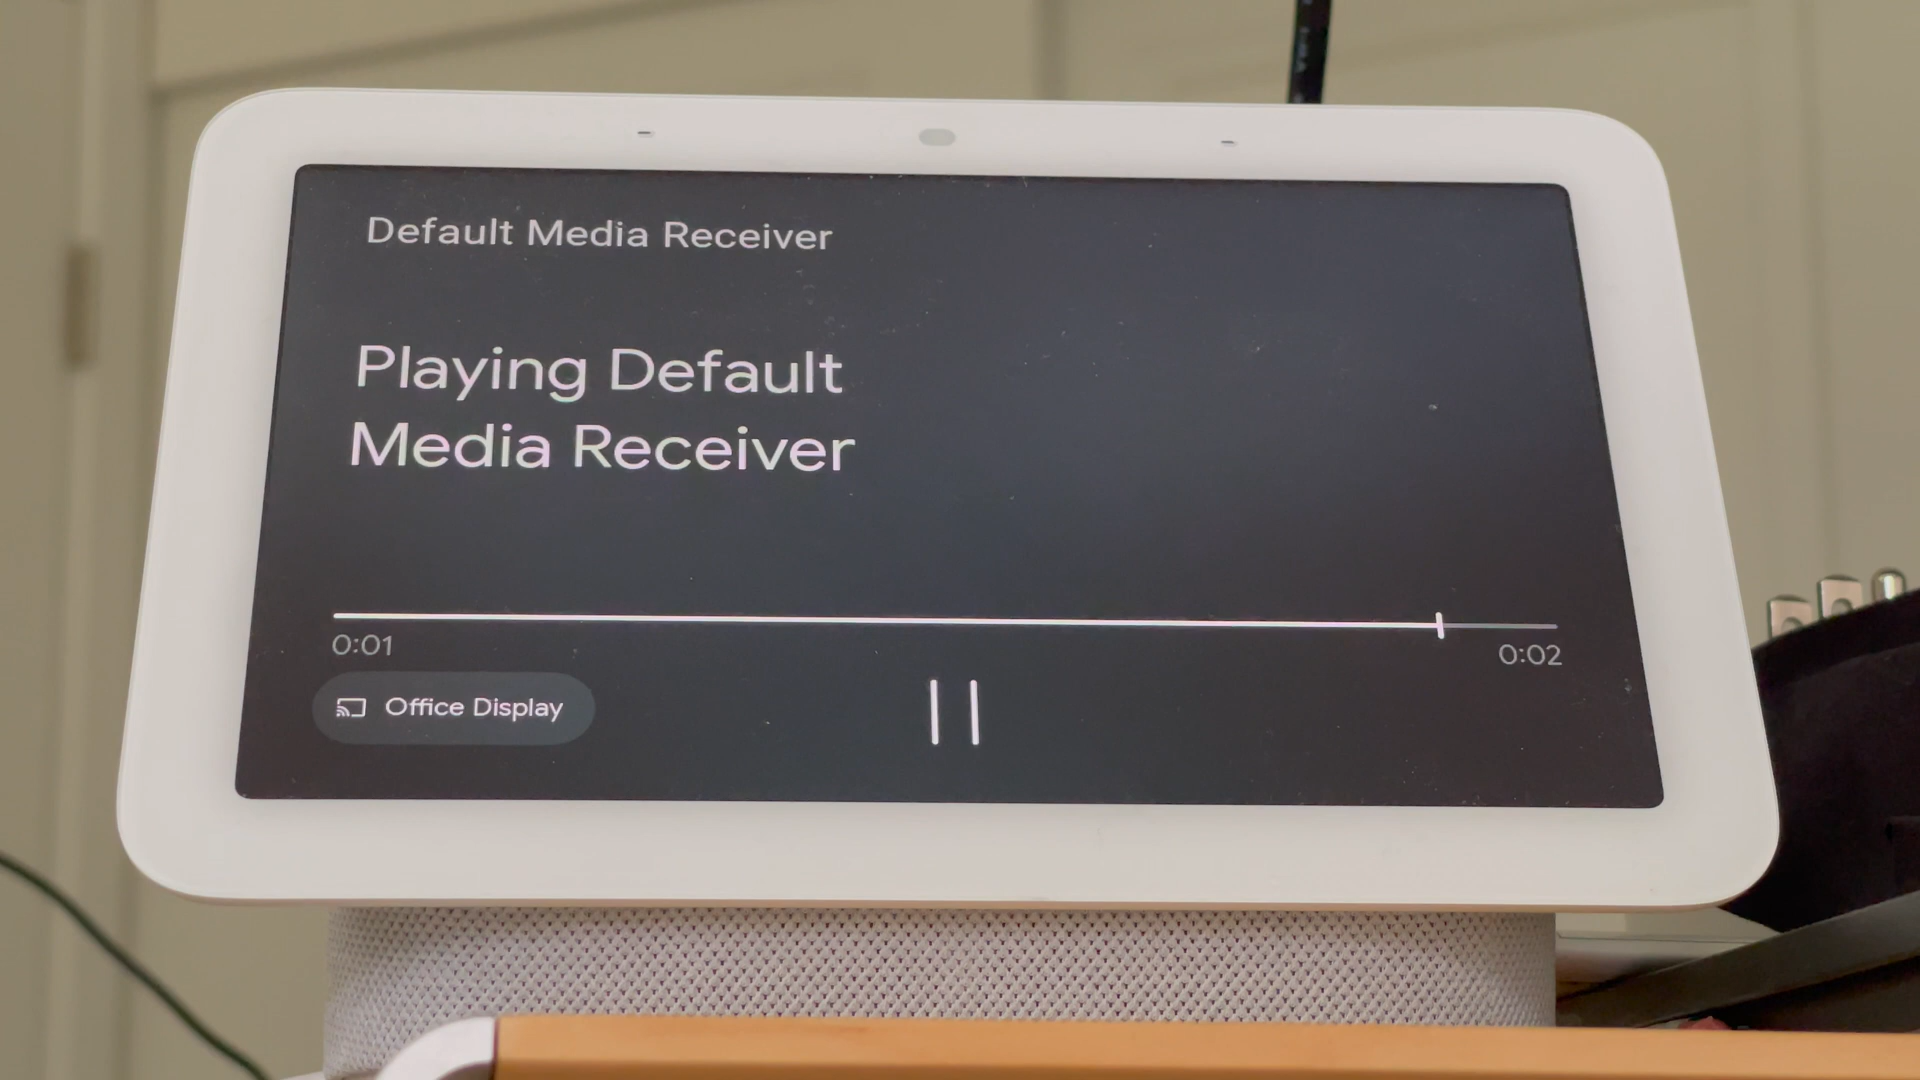 Default Media Receiver
Playing Default
Media Receiver
0:01
0:02
Office Display